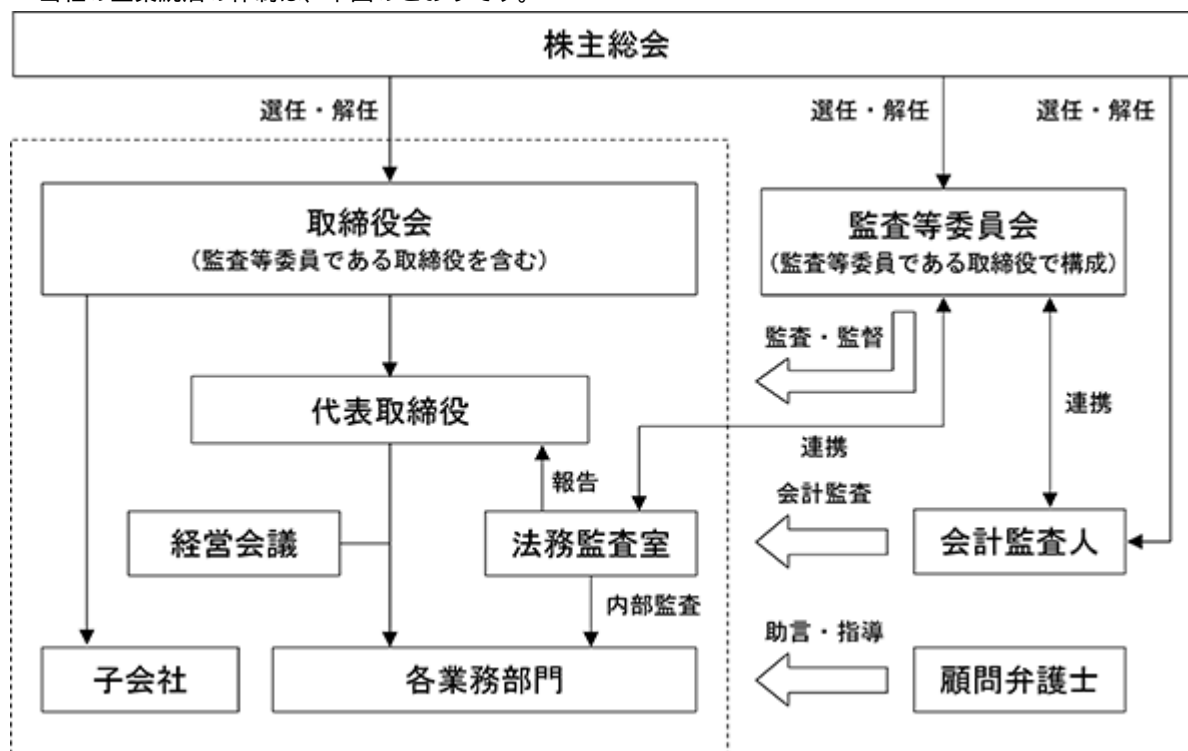 株主総会
選任・解任
選任・解任
選任・解任
取締役会
（監査等委員である取締役を含む）
監査等委員会
（監査等委員である取締役で構成）
監査・監督
代表取締役
連携
連携
報告
会計監査
経営会議
法務監査室
会計監査人
内部監査
助言・指導
子会社
各業務部門
顧問弁護士